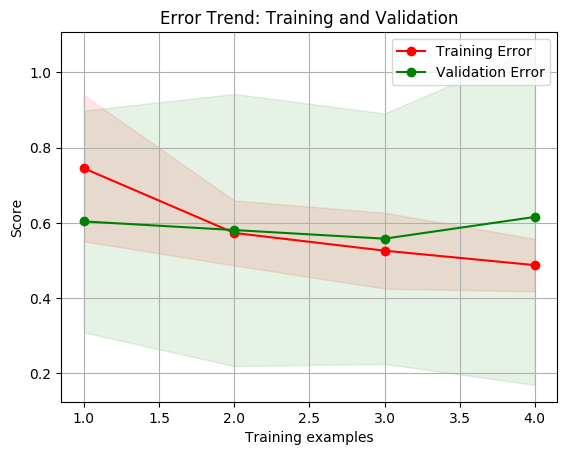 Error Trend: Training and Validation
Training Error
Validation Error
Score
1.0
0.8
0.6
0.4
0.2
1.0 1.5 2.0 2.5 3.0 3.5 4.0
Training examples